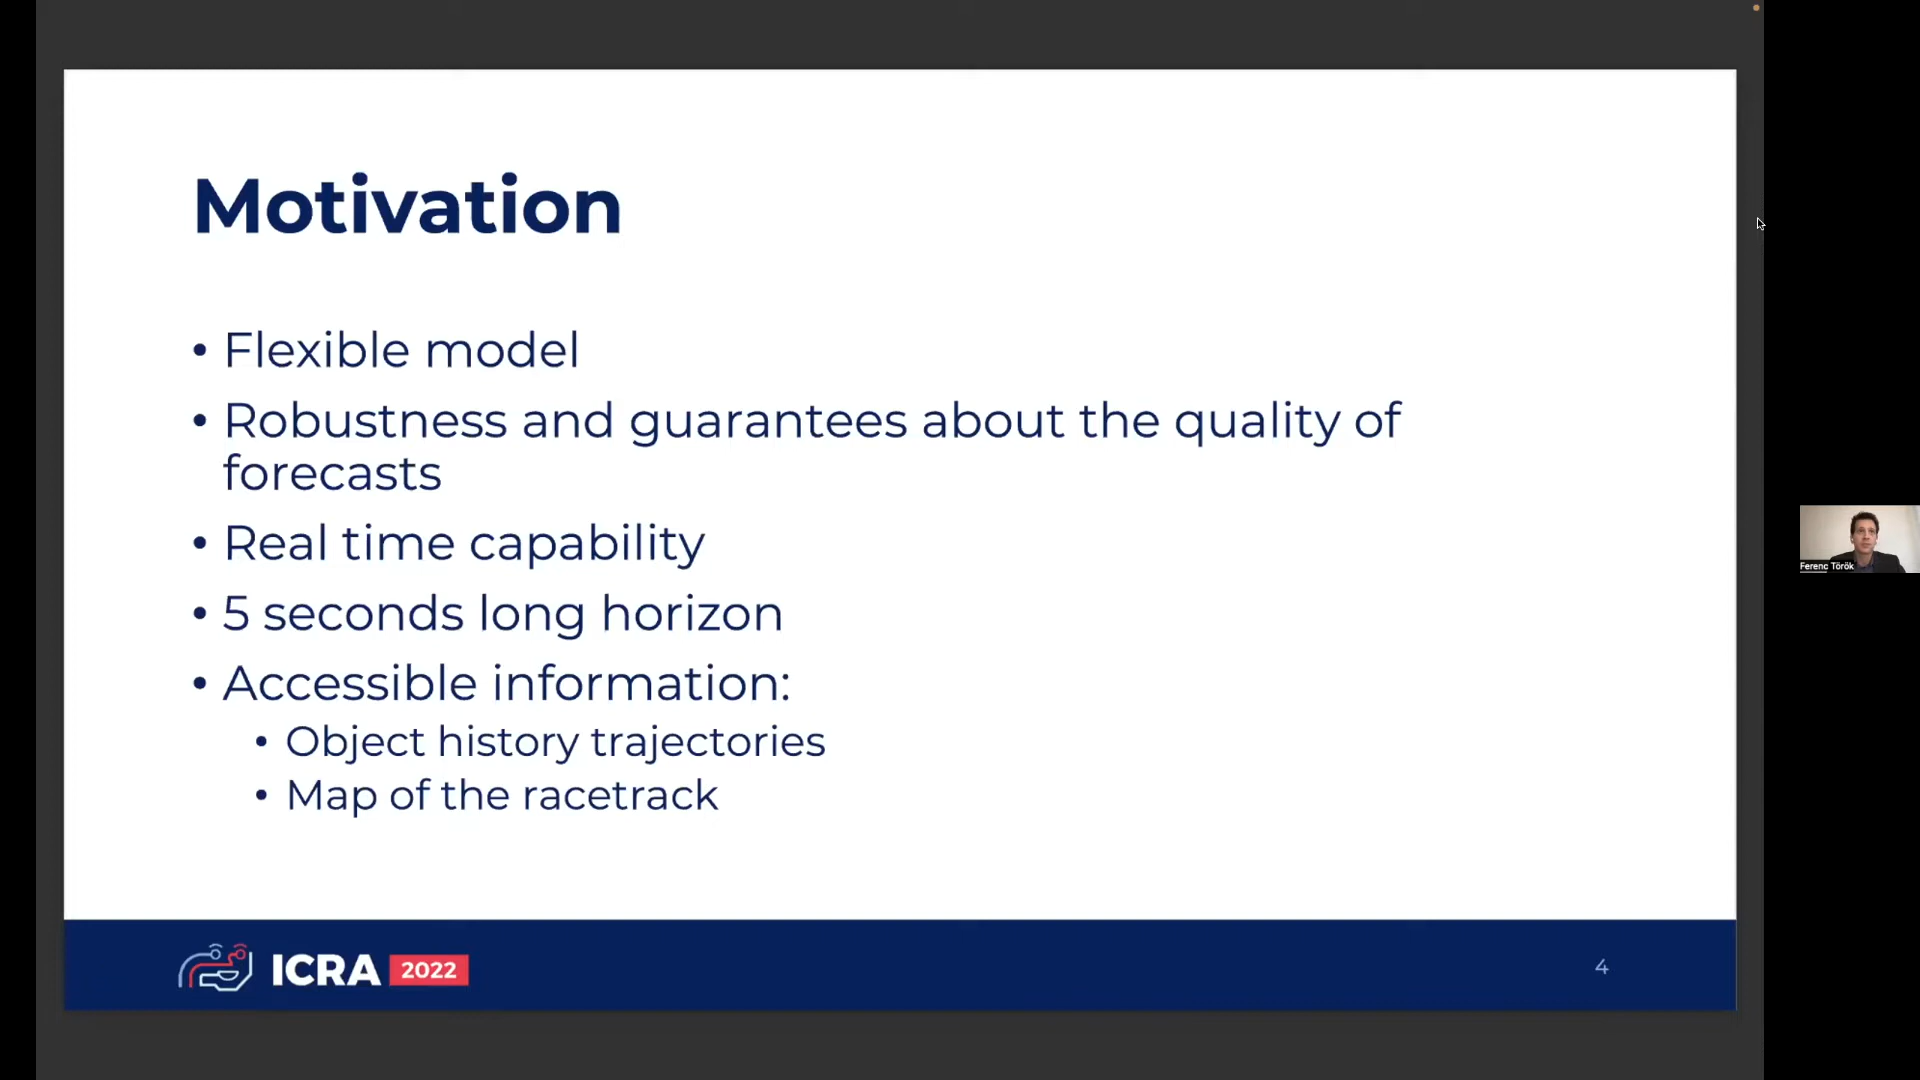 Motivation
• Flexible model
• Robustness and guarantees about the quality of
forecasts
• Real time capability
• 5 seconds long horizon
• Accessible information:
• Object history trajectories
• Map of the racetrack
Ferenc Török
ICRA 2022
4